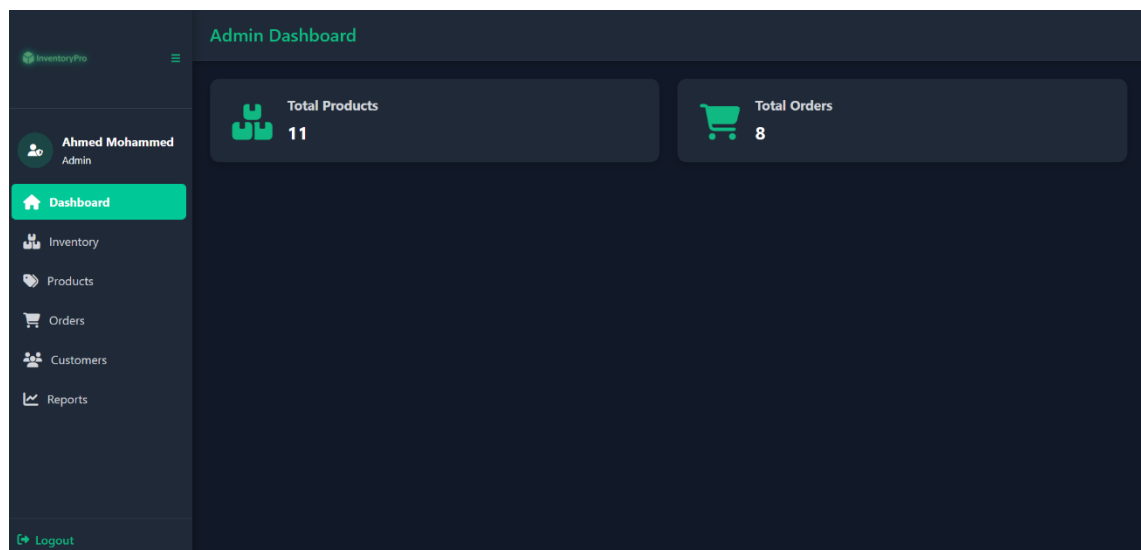 InventoryPro
Admin Dashboard
Ahmed Mohammed
Admin
Dashboard
Inventory
Products
Orders
Customers
Reports
Logout
Total Products
11
Total Orders
8